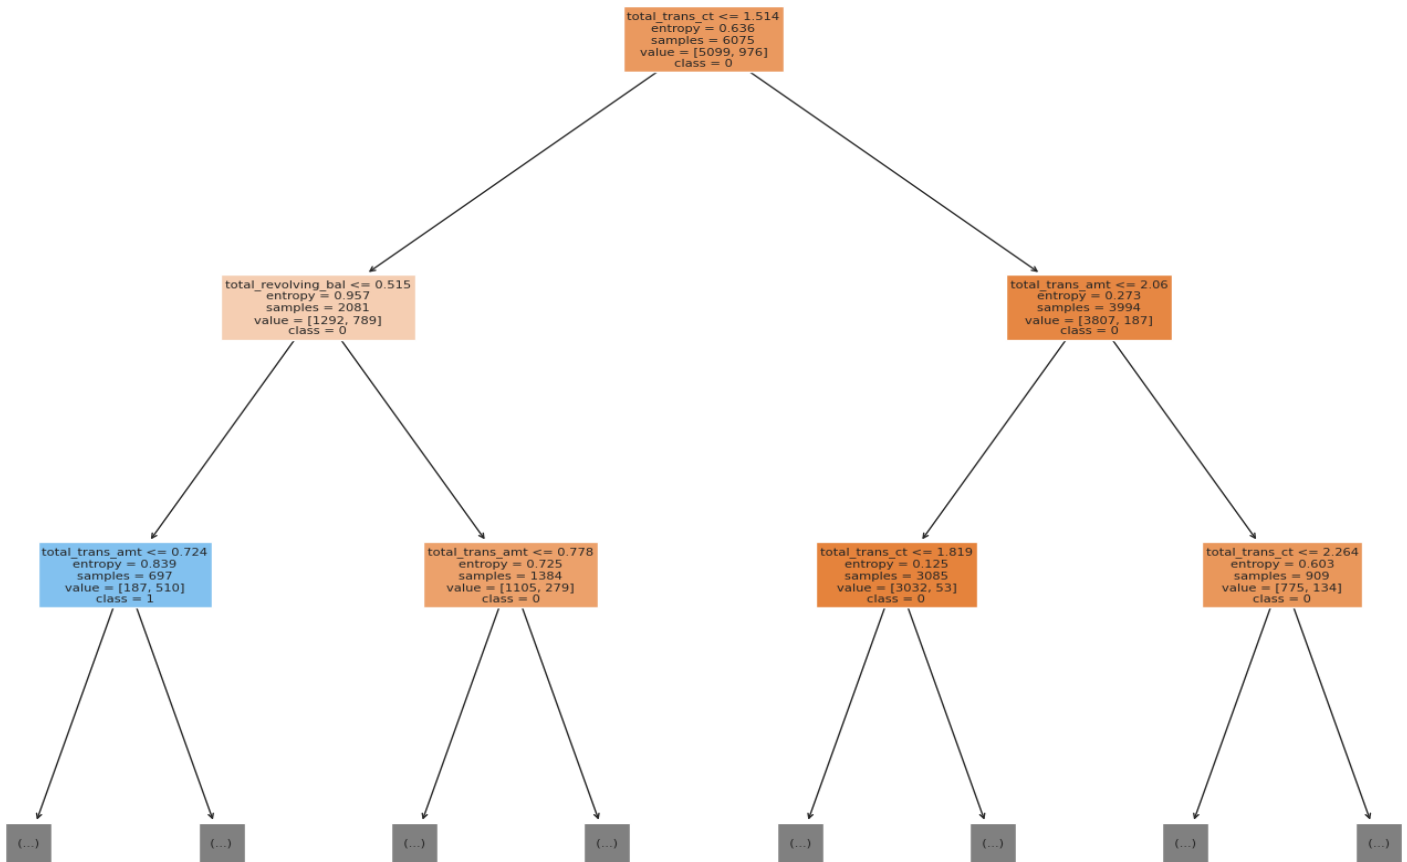 total_trans_ct <= 1.514
entropy = 0.636
samples = 6075
value = [5099, 976]
class = 0
total_revolving_bal <= 0.515
entropy = 0.957
samples = 2081
value = [1292, 789]
class = 0
total_trans_amt <= 2.06
entropy = 0.273
samples = 3994
value = [3807, 187]
class = 0
total_trans_amt <= 0.724
entropy = 0.839
samples = 697
value = [187, 510]
class = 1
total_trans_amt <= 0.778
entropy = 0.725
samples = 1384
value = [1105, 279]
class = 0
total_trans_ct <= 1.819
entropy = 0.125
samples = 3085
value = [3032, 53]
class = 0
total_trans_ct <= 2.264
entropy = 0.603
samples = 909
value = [775, 134]
class = 0
(...)
(...)
(...)
(...)
(...)
(...)
(...)
(...)